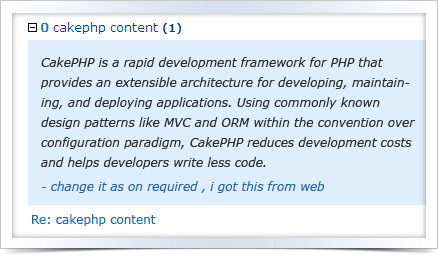 0 cakephp content (1)
CakePHP is a rapid development framework for PHP that
provides an extensible architecture for developing, maintain-
ing, and deploying applications. Using commonly known
design patterns like MVC and ORM within the convention over
configuration paradigm, CakePHP reduces development costs
and helps developers write less code.
- change it as on required , i got this from web
Re: cakephp content